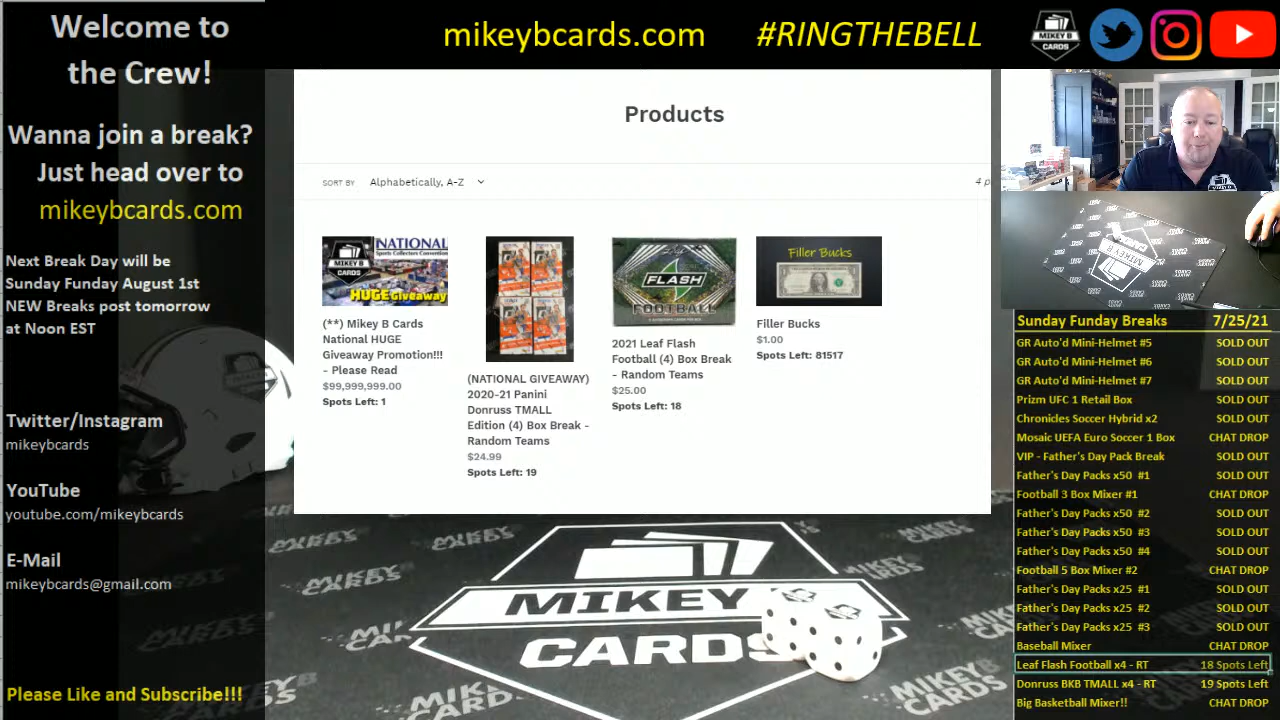 Welcome to
the Crew!
Wanna join a break?
Just head over to
mikeybcards.com
Next Break Day will be
Sunday Funday August 1st
NEW Breaks post tomorrow
at Noon EST
Twitter/Instagram
mikeybcards
YouTube
youtube.com/mikeybcards
E-Mail
mikeybcards@gmail.com
Please Like and Subscribe!!!
mikeybcards.com #RINGTHEBELL
MIKEY B
CARDS
Products
SORT BY Alphabetically, A-Z
4 p
MIKEY B
CARDS
NATIONAL
Sports Collectors Convention
HUGE Giveaway
(**) Mikey B Cards
National HUGE
Giveaway Promotion!!!
- Please Read
$99,999,999.00
Spots Left: 1
(NATIONAL GIVEAWAY)
2020-21 Panini
Donruss TMALL
Edition (4) Box Break -
Random Teams
$24.99
Spots Left: 19
FLASH
FOOTBALL
2021 Leaf Flash
Football (4) Box Break
- Random Teams
$25.00
Spots Left: 18
Filler Bucks
Filler Bucks
$1.00
Spots Left: 81517
MIKEY
CARDS
Sunday Funday Breaks 7/25/21
GR Auto'd Mini-Helmet #5 SOLD OUT
GR Auto'd Mini-Helmet #6 SOLD OUT
GR Auto'd Mini-Helmet #7 SOLD OUT
Prizm UFC 1 Retail Box SOLD OUT
Chronicles Soccer Hybrid x2 SOLD OUT
Mosaic UEFA Euro Soccer 1 Box CHAT DROP
VIP - Father's Day Pack Break SOLD OUT
Father's Day Packs x50 #1 SOLD OUT
Football 3 Box Mixer #1 CHAT DROP
Father's Day Packs x50 #2 SOLD OUT
Father's Day Packs x50 #3 SOLD OUT
Father's Day Packs x50 #4 SOLD OUT
Football 5 Box Mixer #2 CHAT DROP
Father's Day Packs x25 #1 SOLD OUT
Father's Day Packs x25 #2 SOLD OUT
Father's Day Packs x25 #3 SOLD OUT
Baseball Mixer CHAT DROP
Leaf Flash Football x4 - RT 18 Spots Left
Donruss BKB TMALL x4 - RT 19 Spots Left
Big Basketball Mixer!! CHAT DROP